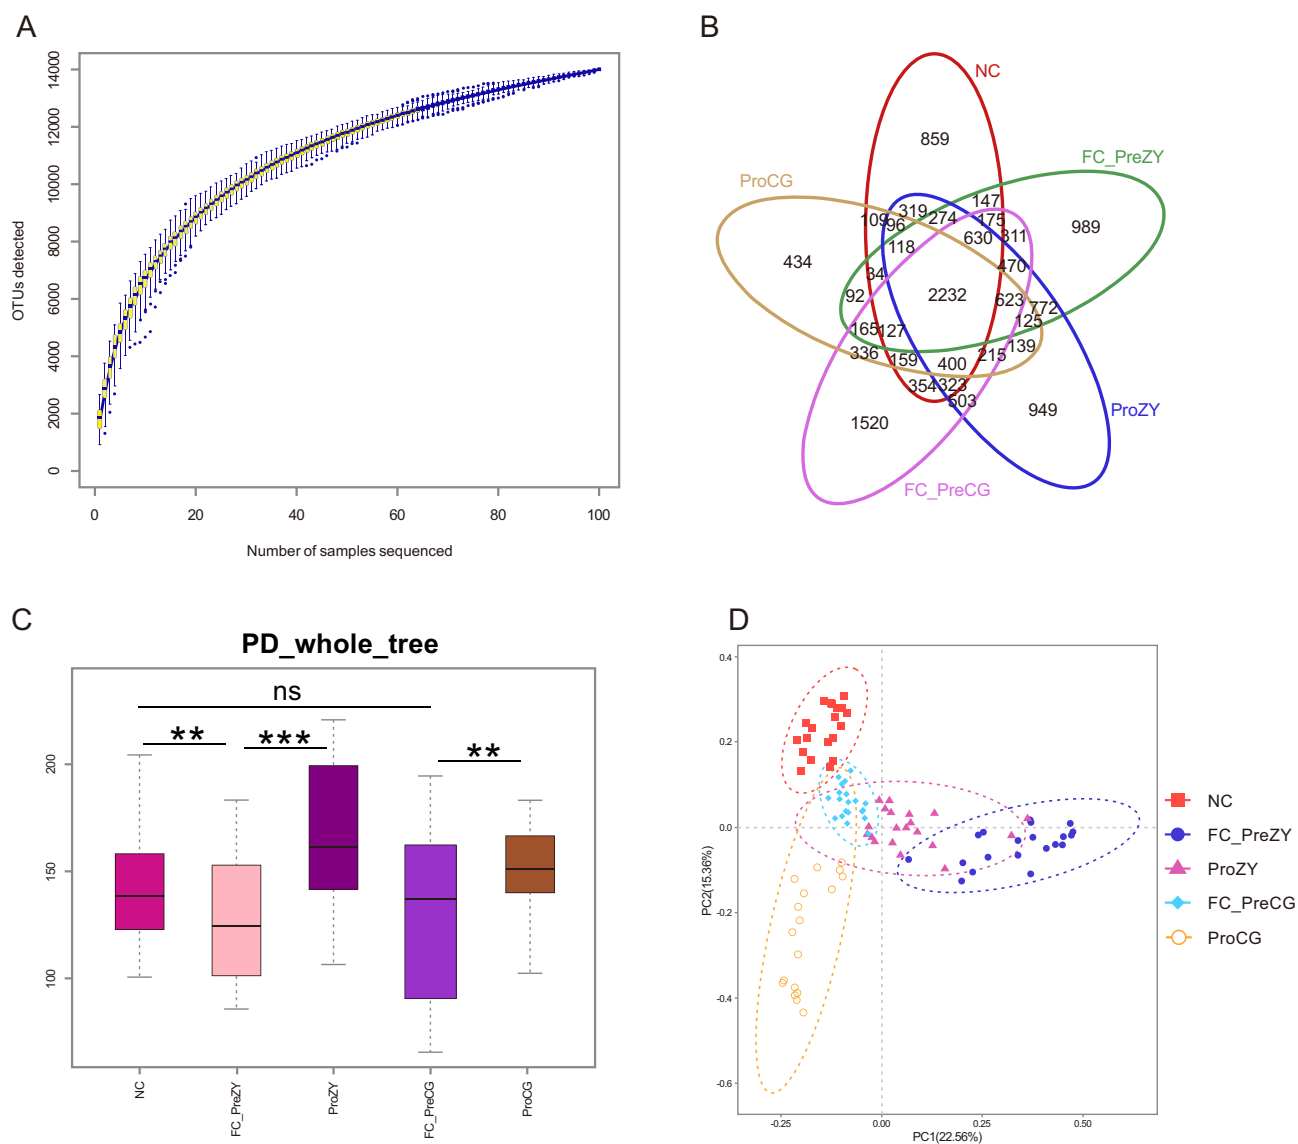 A
14000
12000
10000
8000
6000
4000
2000
0
OTUs detected
0 20 40 60 80 100
Number of samples sequenced
B
NC
FC_PreZY
ProCG
ProZY
FC_PreCG
859
147
319
109
96
274
175
989
118
630
311
434
34
470
92
2232
623
772
125
165
127
139
336
159
400
215
354
323
503
1520
949
C
PD_whole_tree
ns
** *** **
200
150
100
NC
FC_PreZY
ProZY
FC_PreCG
ProCG
D
0.4
0.2
0.0
-0.2
-0.4
-0.6
PC2(15.36%)
-0.25 0.00 0.25 0.50
PC1(22.56%)
NC
FC_PreZY
ProZY
FC_PreCG
ProCG